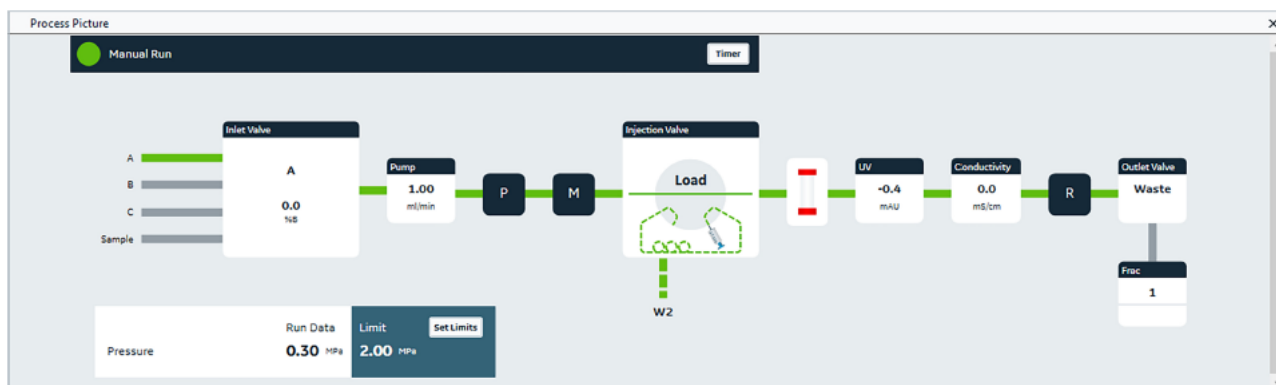 Process Picture
Manual Run
Timer
Inlet Valve
Injection Valve
A
B
C
Sample
A
0.0
%B
Pump
1.00
ml/min
P
M
Load
W2
UV
-0.4
mAU
Conductivity
0.0
mS/cm
R
Outlet Valve
Waste
Frac
1
Run Data
Limit
Set Limits
Pressure
0.30 MPa
2.00 MPa